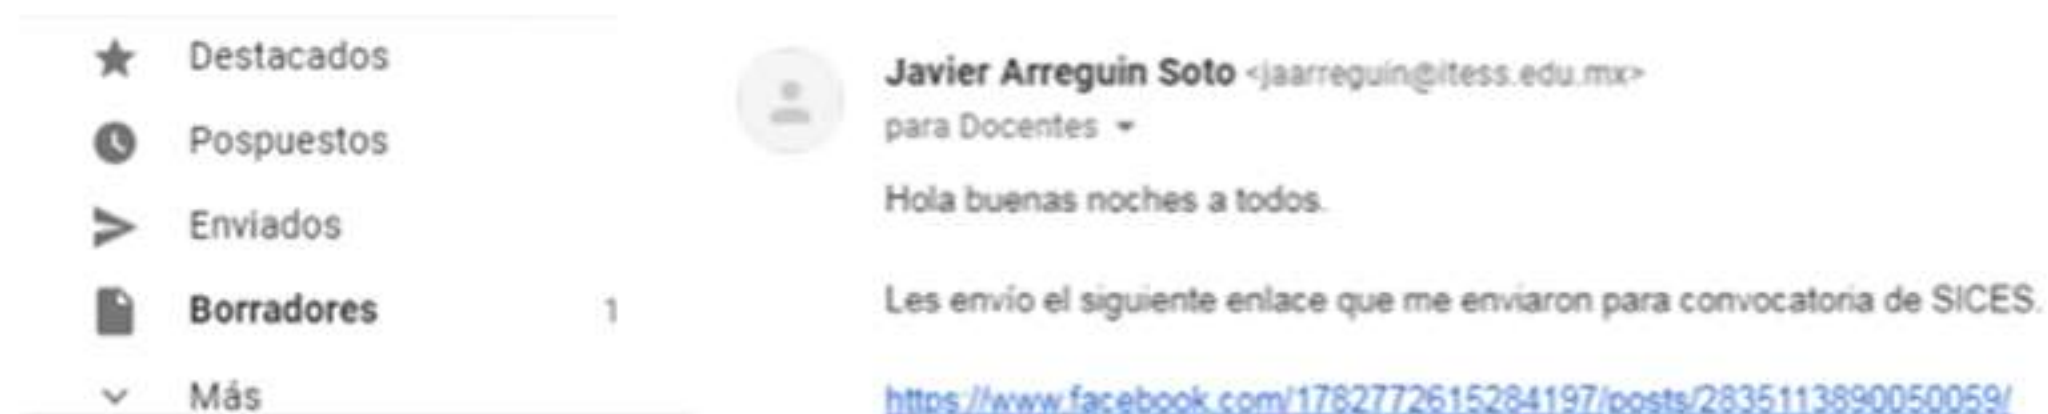 Destacados
Pospuestos
Enviados
Borradores 1
Más
Javier Arreguin Soto <jaarreguin@itess.edu.mx>
para Docentes
Hola buenas noches a todos.
Les envío el siguiente enlace que me enviaron para convocatoria de SICES.
https://www.facebook.com/1782772615284197/posts/2835113890050059/